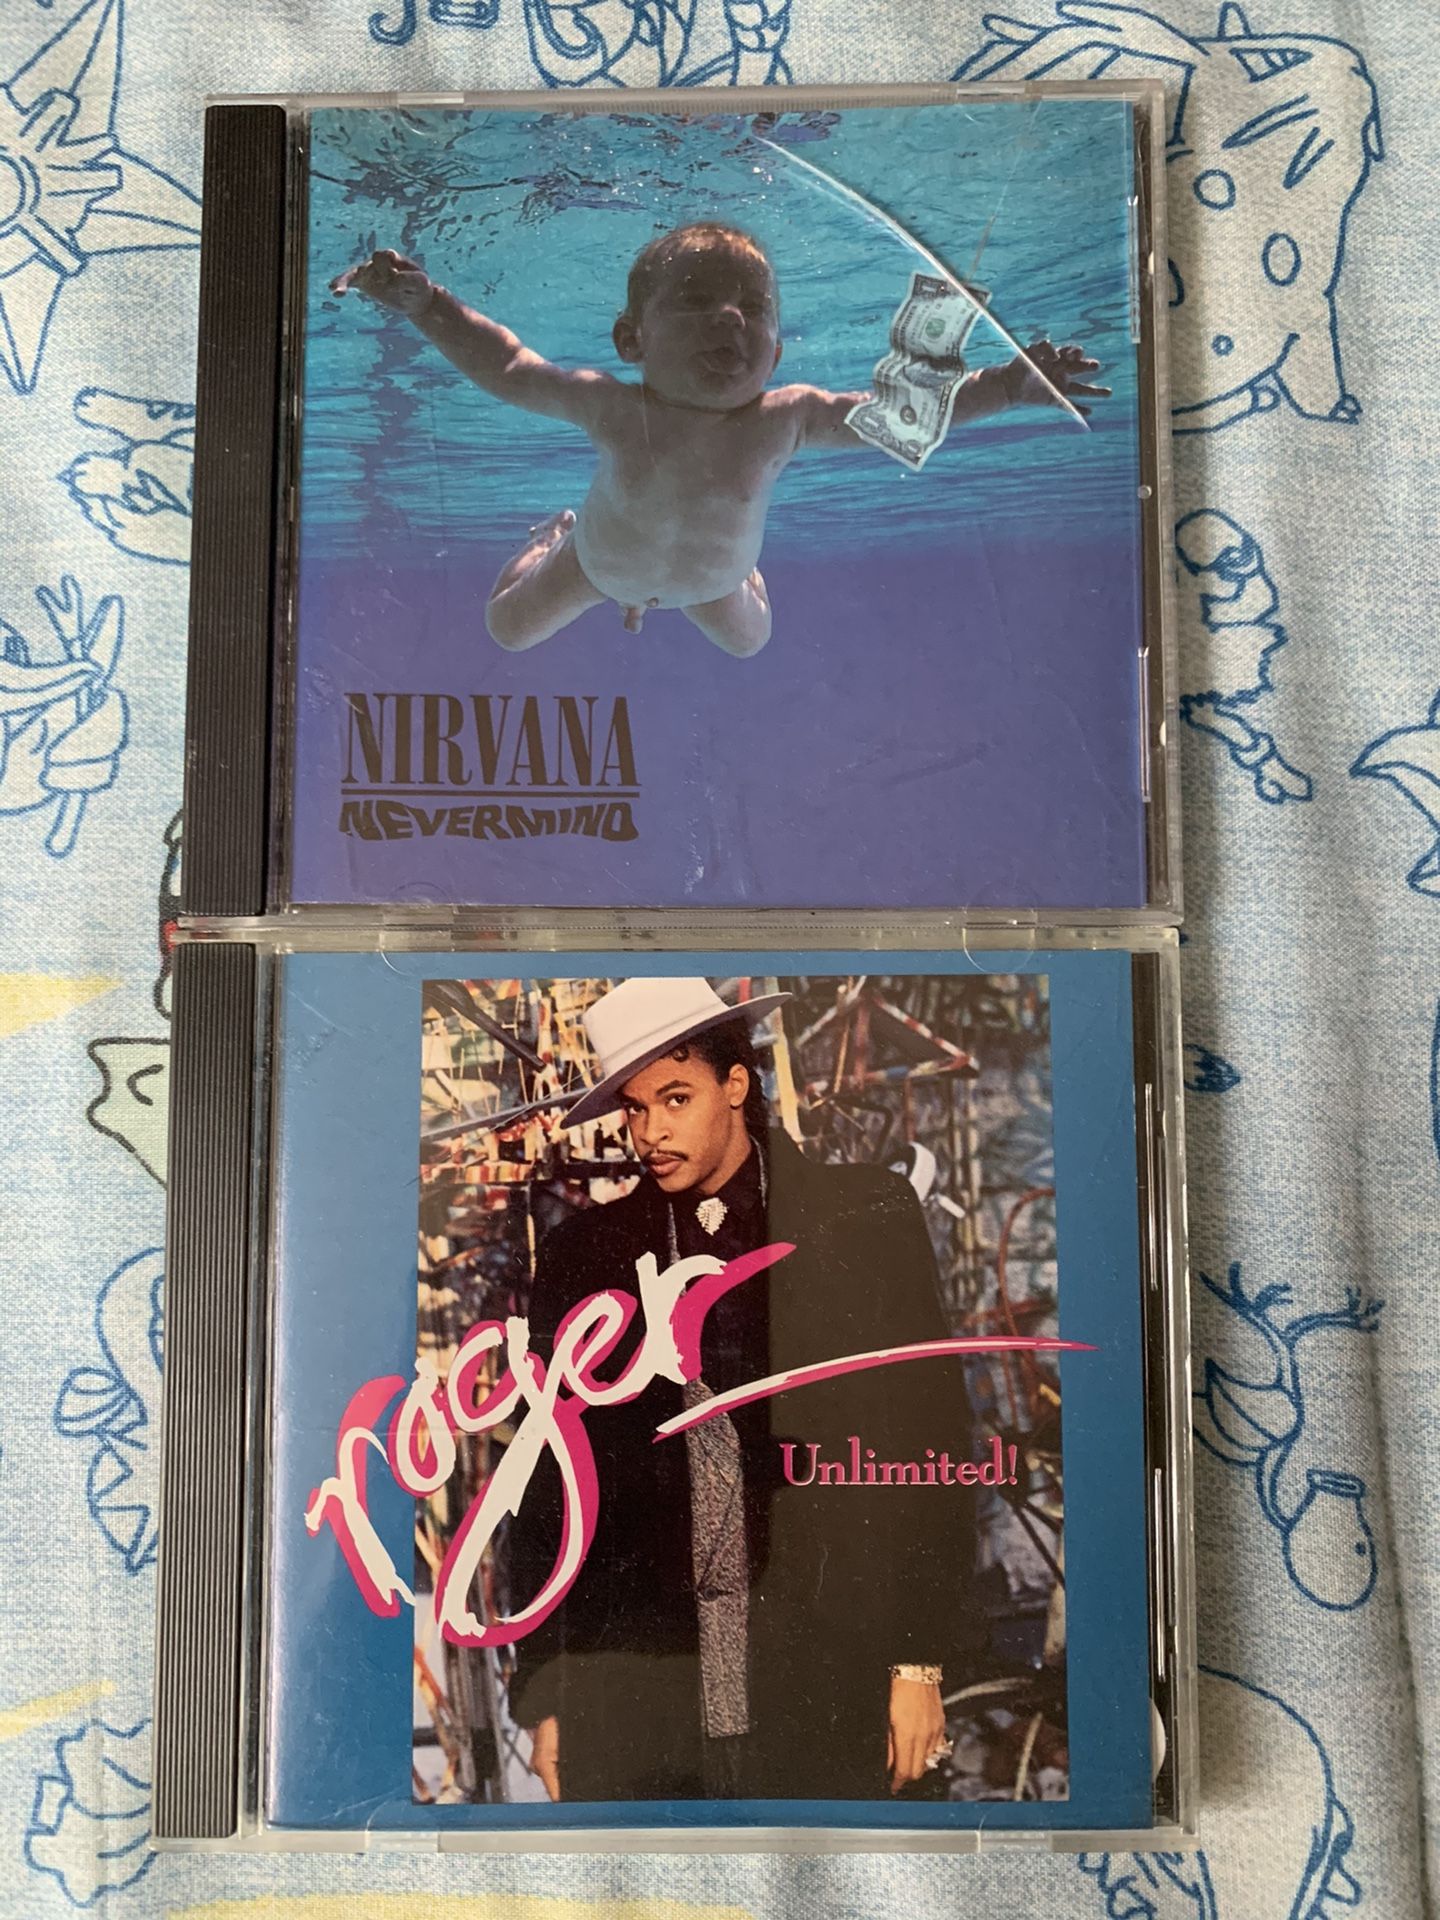 NIRVANA
NEVERMIND
roger
Unlimited!